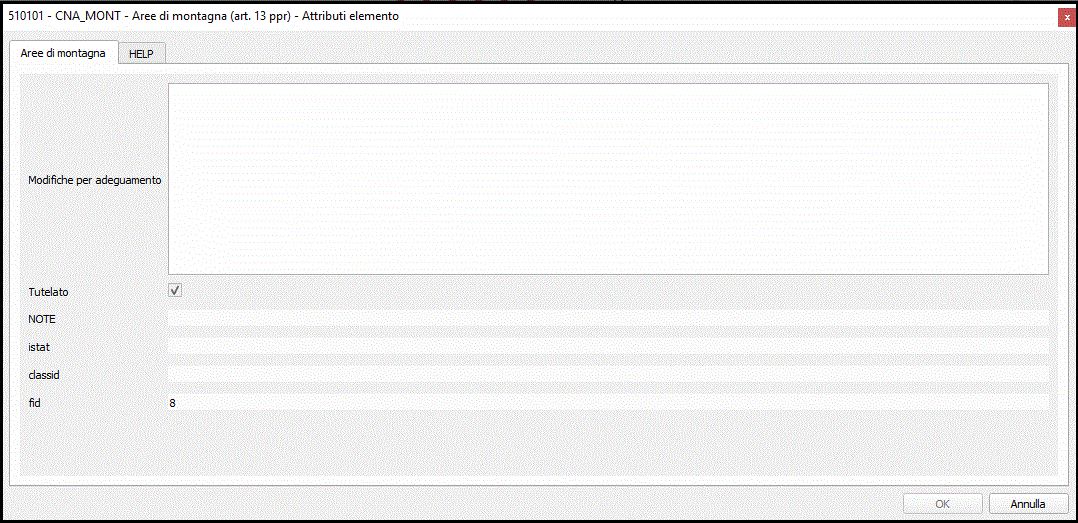 510101 - CNA_MONT - Aree di montagna (art. 13 ppr) - Attributi elemento
x
Aree di montagna HELP
Modifiche per adeguamento
Tutelato
NOTE
istat
classid
fid 8
OK Annulla